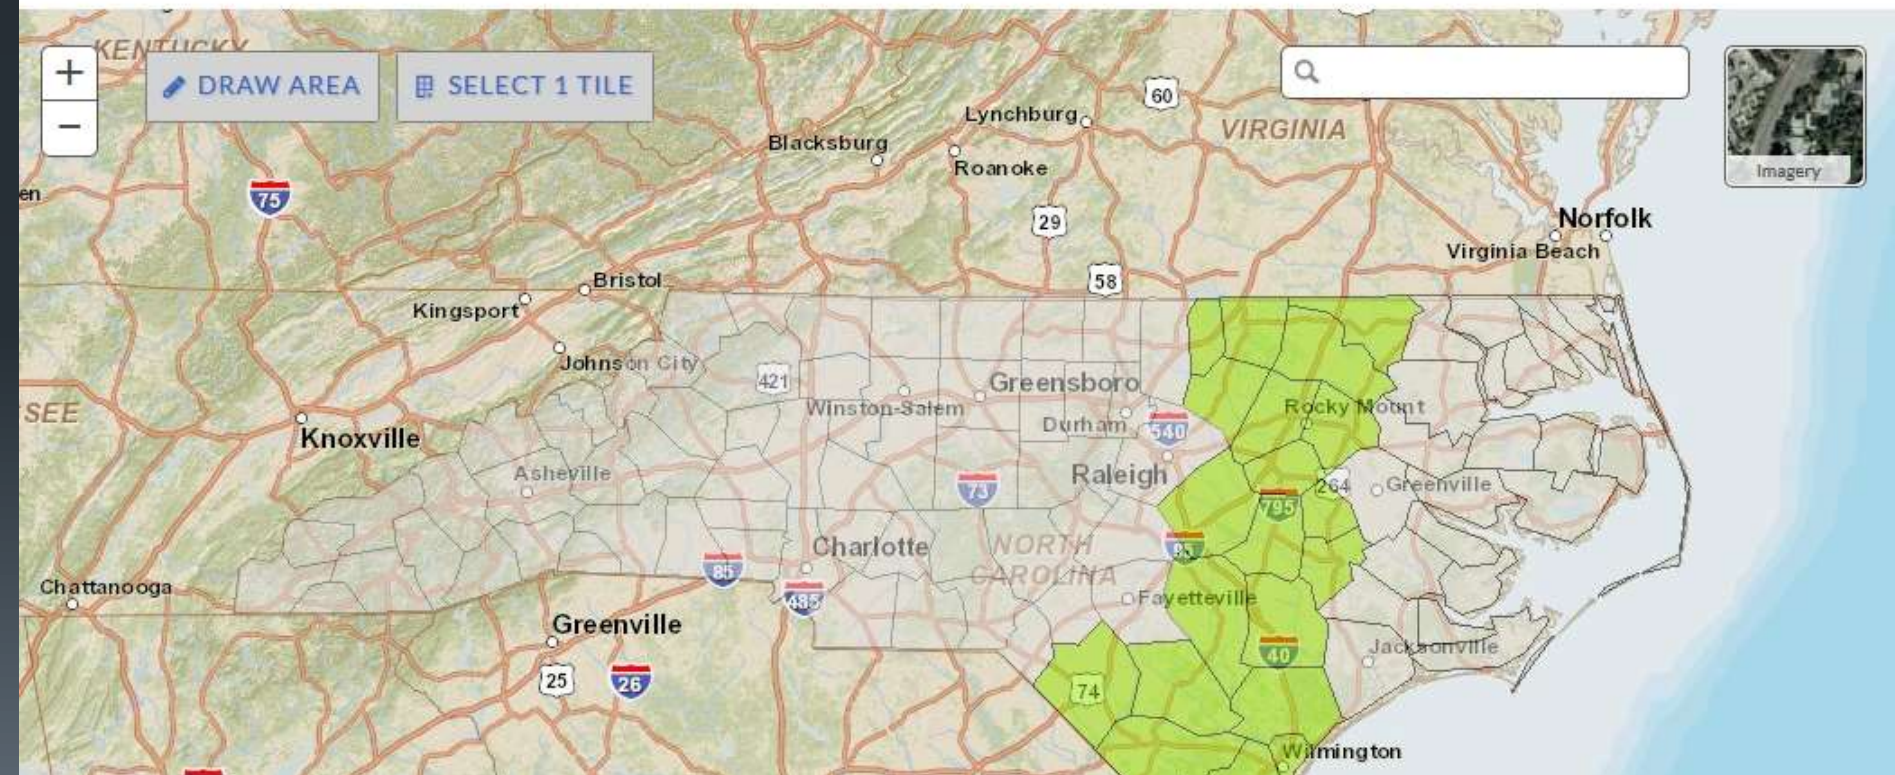 KENTUCKY
+
−
DRAW AREA
SELECT 1 TILE
60
Lynchburg
VIRGINIA
Blacksburg
Roanoke
Imagery
en
75
29
Norfolk
Virginia Beach
58
Bristol
Kingsport
Johnson City
421
Greensboro
Winston-Salem
Rocky Mount
SEE
Durham
540
Knoxville
Asheville
Raleigh
73
264
Greenville
795
Charlotte
NORTH
CAROLINA
95
85
Chattanooga
485
Fayetteville
Greenville
40
Jacksonville
25
26
74
Wilmington